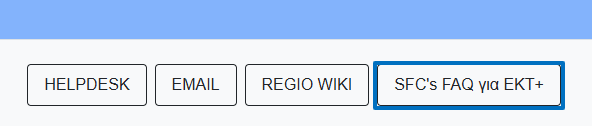 HELPDESK EMAIL REGIO WIKI SFC's FAQ για ΕΚΤ+